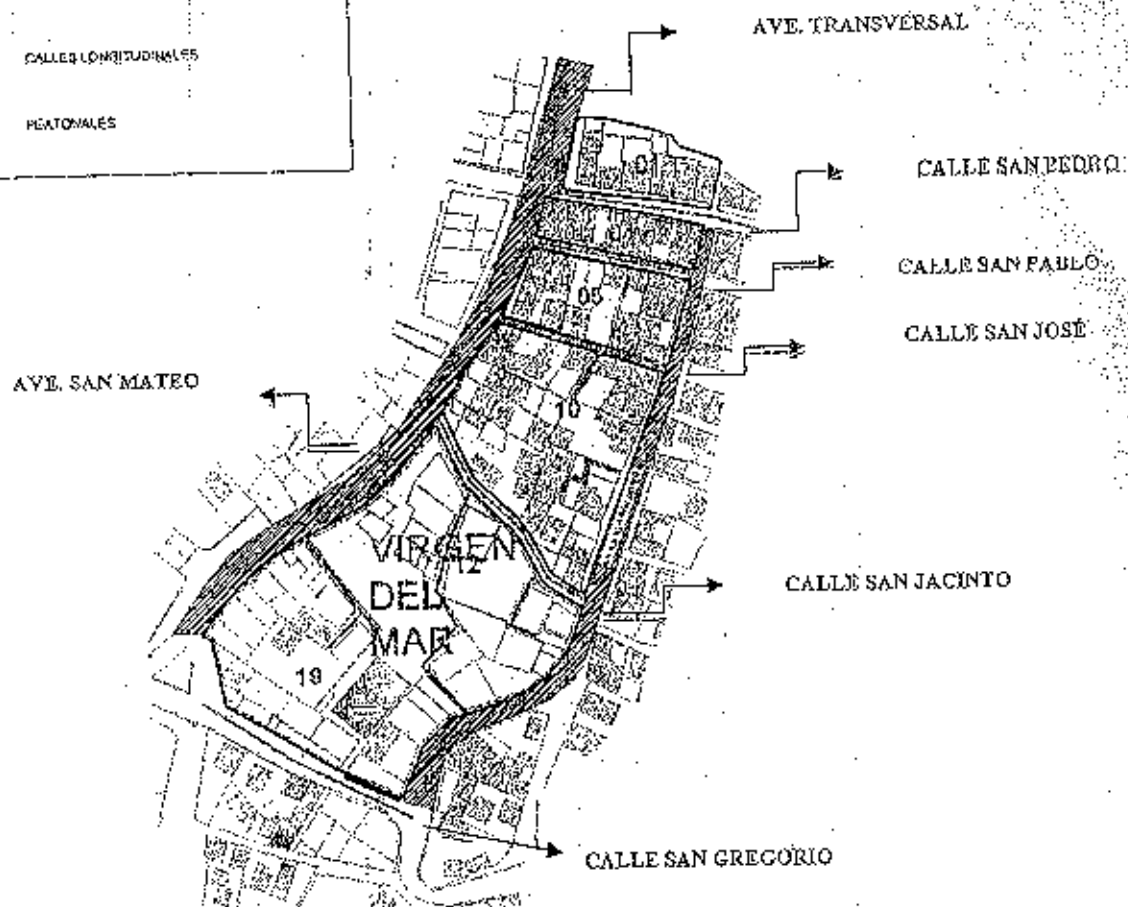 AVE. TRANSVERSAL
CALLES LONGITUDINALES
PEATONALES
CALLE SAN PEDRO
01
CALLE SAN PABLO
05
CALLE SAN JOSÉ
AVE. SAN MATEO
10
VIRGEN
12
DEL
MAR
CALLE SAN JACINTO
19
CALLE SAN GREGORIO